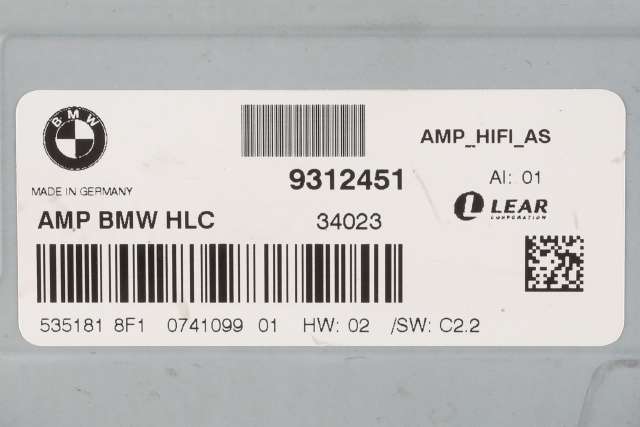 BMW
AMP_HIFI_AS
9312451
AI: 01
MADE IN GERMANY
LEAR
CORPORATION
AMP BMW HLC 34023
535181 8F1 0741099 01 HW: 02 /SW: C2.2